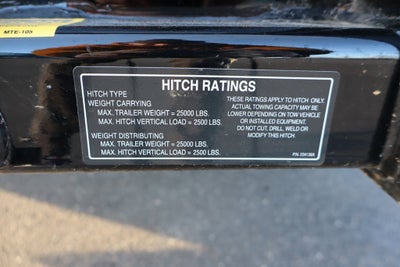 MTE-105
HITCH RATINGS
HITCH TYPE
WEIGHT CARRYING
MAX. TRAILER WEIGHT = 25000 LBS.
MAX. HITCH VERTICAL LOAD = 2500 LBS.
WEIGHT DISTRIBUTING
MAX. TRAILER WEIGHT = 25000 LBS.
MAX. HITCH VERTICAL LOAD = 2500 LBS.
THESE RATINGS APPLY TO HITCH ONLY.
ACTUAL TOWING CAPACITY MAY BE
LOWER DEPENDING ON TOW VEHICLE
OR INSTALLED EQUIPMENT.
DO NOT CUT, DRILL, WELD OR
MODIFY THIS HITCH.